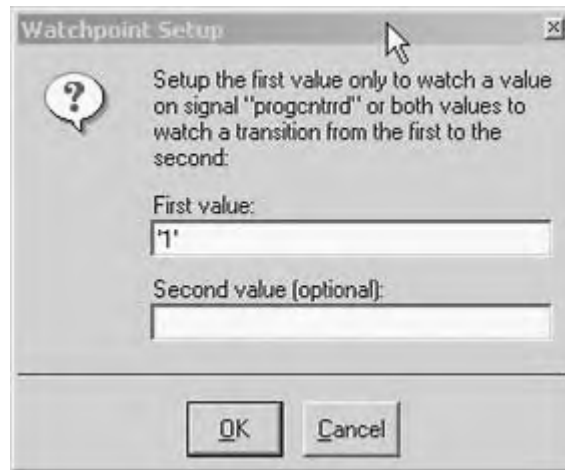 Watchpoint Setup
?
Setup the first value only to watch a value
on signal "progcntrrd" or both values to
watch a transition from the first to the
second:
First value:
'1'
Second value (optional):
OK
Cancel